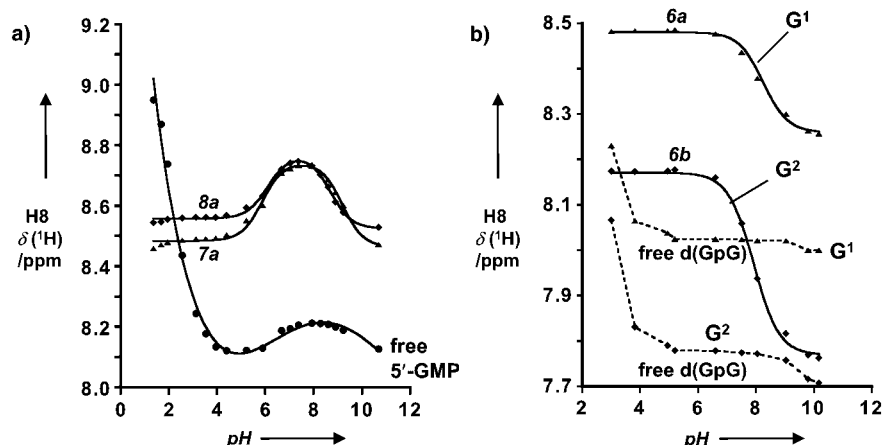 a)
9.2
9.0
8.8
8.6
8.4
8.2
8.0
H8
δ (¹H)
/ppm
8a
7a
free
5'-GMP
0 2 4 6 8 10 12
pH
b)
8.5
8.3
8.1
7.9
7.7
H8
δ (¹H)
/ppm
6a
G¹
6b
G²
free d(GpG)
G¹
G²
free d(GpG)
2 4 6 8 10 12
pH